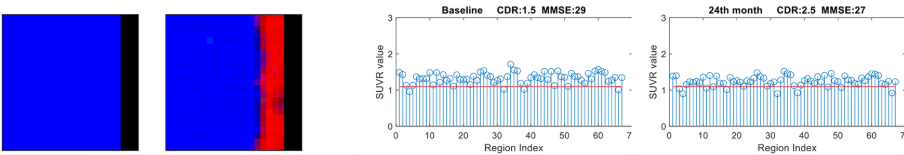 Baseline CDR:1.5 MMSE:29
3
2
1
0
SUVR value
0 10 20 30 40 50 60 7
Region Index
24th month CDR:2.5 MMSE:27
3
2
1
0
SUVR value
0 10 20 30 40 50 60 7
Region Index